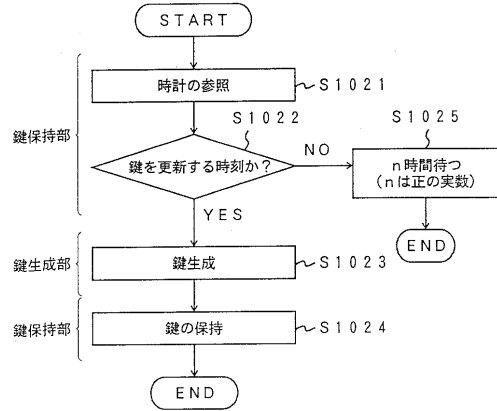 START
鍵保持部
時計の参照
S1021
鍵を更新する時刻か?
S1022
NO
S1025
n時間待つ
(nは正の実数)
END
YES
鍵生成部
鍵生成
S1023
鍵保持部
鍵の保持
S1024
END